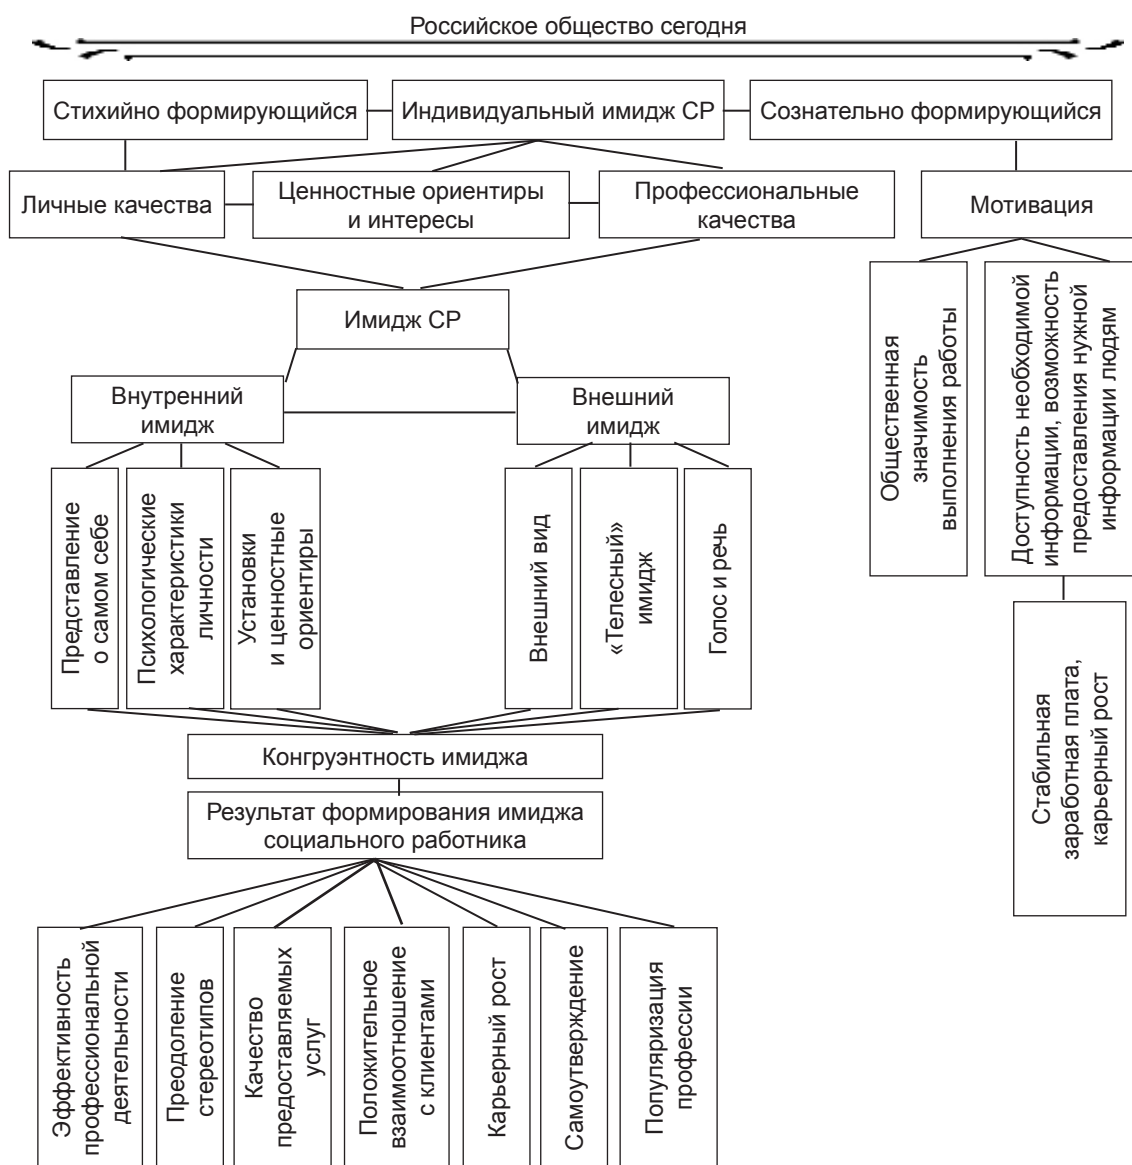 Российское общество сегодня
Стихийно формирующийся
Индивидуальный имидж СР
Сознательно формирующийся
Личные качества
Ценностные ориентиры
и интересы
Профессиональные
качества
Мотивация
Имидж СР
Общественная
значимость
выполнения работы
Доступность необходимой
информации, возможность
предоставления нужной
информации людям
Внутренний
имидж
Внешний
имидж
Представление
о самом себе
Психологические
характеристики
личности
Установки
и ценностные
ориентиры
Внешний вид
«Телесный»
имидж
Голос и речь
Стабильная
заработная плата,
карьерный рост
Конгруэнтность имиджа
Результат формирования имиджа
социального работника
Эффективность
профессиональной
деятельности
Преодоление
стереотипов
Качество
предоставляемых
услуг
Положительное
взаимоотношение
с клиентами
Карьерный рост
Самоутверждение
Популяризация
профессии